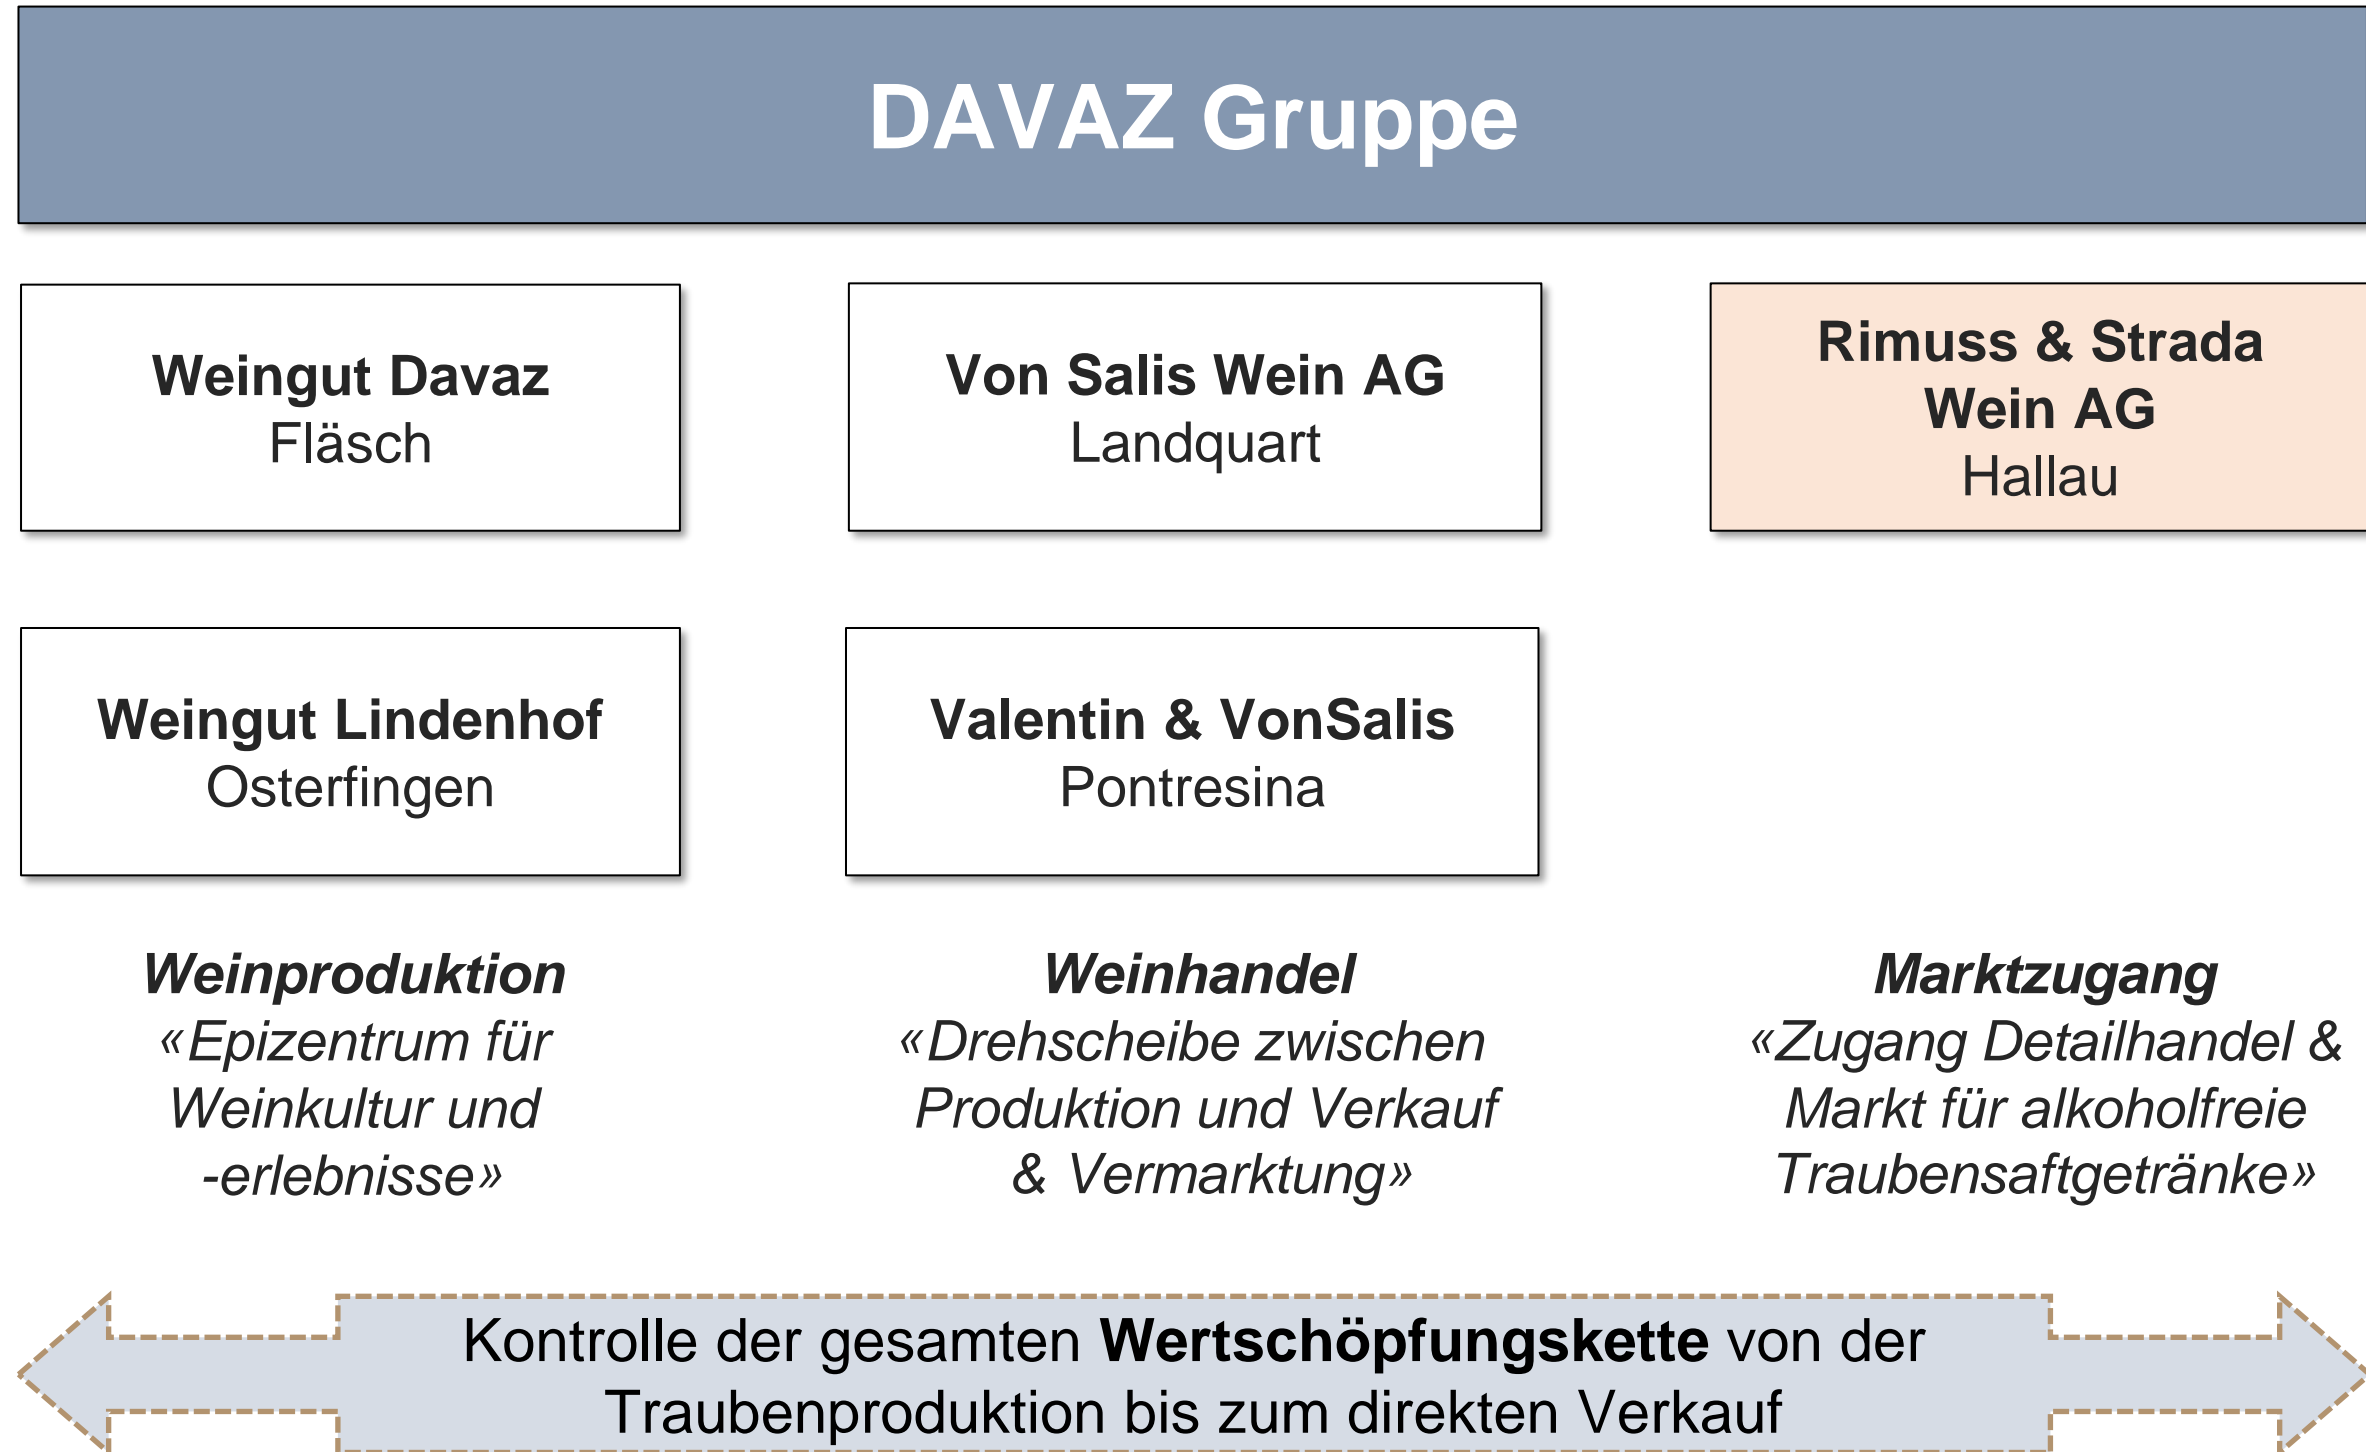 DAVAZ Gruppe
Weingut Davaz
Fläsch
Von Salis Wein AG
Landquart
Rimuss & Strada
Wein AG
Hallau
Weingut Lindenhof
Osterfingen
Valentin & VonSalis
Pontresina
Weinproduktion
«Epizentrum für
Weinkultur und
-erlebnisse»
Weinhandel
«Drehscheibe zwischen
Produktion und Verkauf
& Vermarktung»
Marktzugang
«Zugang Detailhandel &
Markt für alkoholfreie
Traubensaftgetränke»
Kontrolle der gesamten Wertschöpfungskette von der
Traubenproduktion bis zum direkten Verkauf